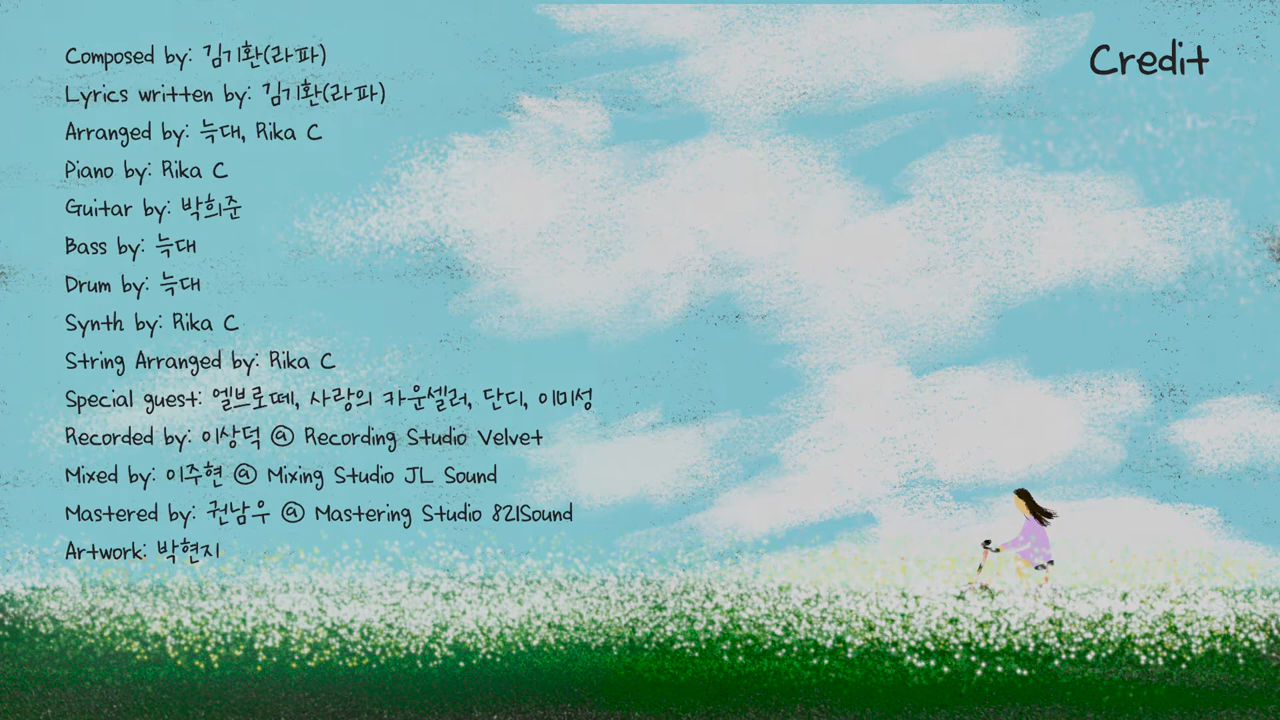 Credit
Composed by: 김기환(라파)
Lyrics written by: 김기환(라파)
Arranged by: 늑대, Rika C
Piano by: Rika C
Guitar by: 박희준
Bass by: 늑대
Drum by: 늑대
Synth by: Rika C
String Arranged by: Rika C
Special guest: 엘브로떼, 사랑의 카운셀러, 단디, 이미성
Recorded by: 이상덕 @ Recording Studio Velvet
Mixed by: 이주현 @ Mixing Studio JL Sound
Mastered by: 권남우 @ Mastering Studio 821Sound
Artwork: 박현지